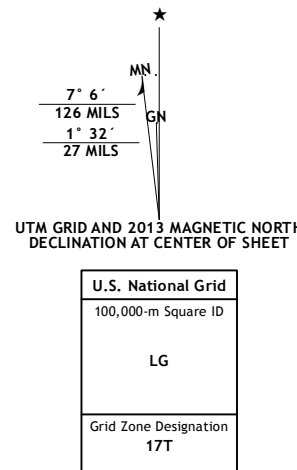 ★
MN
7° 6´
126 MILS
GN
1° 32´
27 MILS
UTM GRID AND 2013 MAGNETIC NORTH
DECLINATION AT CENTER OF SHEET
U.S. National Grid
100,000-m Square ID
LG
Grid Zone Designation
17T